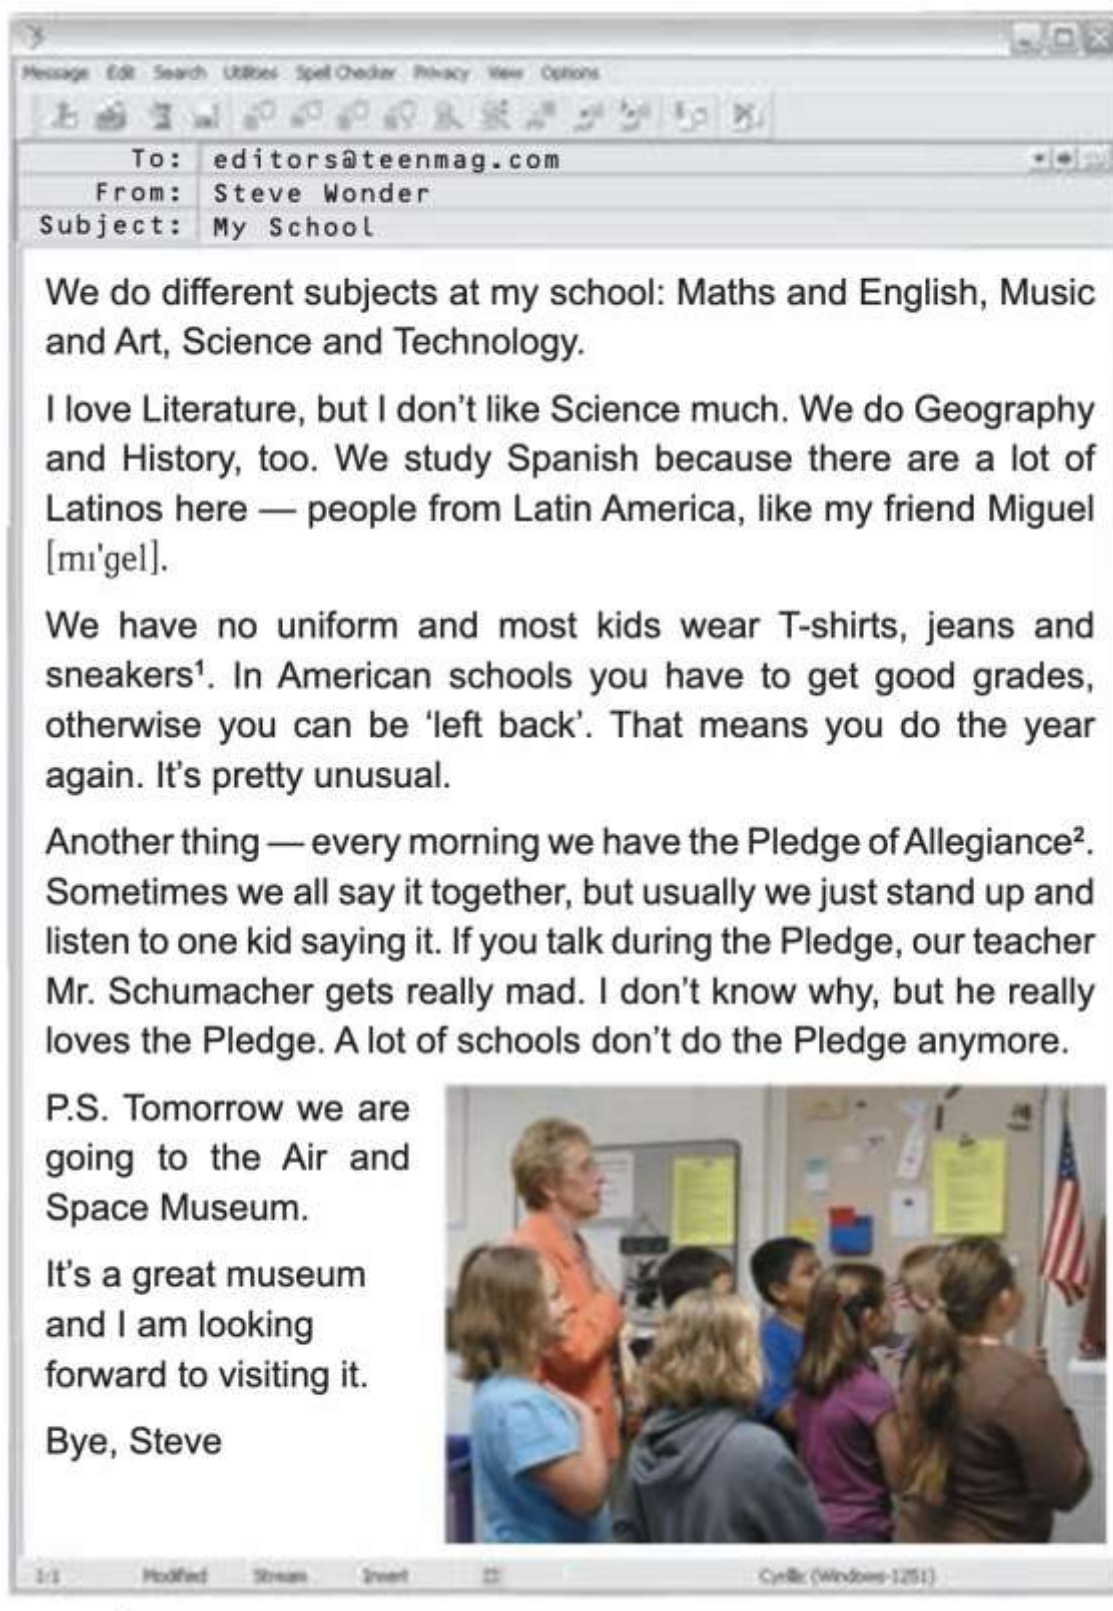 Message Edit Search Utilities Spell Checker Privacy View Options
To: editors@teenmag.com
From: Steve Wonder
Subject: My School
We do different subjects at my school: Maths and English, Music
and Art, Science and Technology.
I love Literature, but I don't like Science much. We do Geography
and History, too. We study Spanish because there are a lot of
Latinos here — people from Latin America, like my friend Miguel
[mɪ'gel].
We have no uniform and most kids wear T-shirts, jeans and
sneakers¹. In American schools you have to get good grades,
otherwise you can be ‘left back’. That means you do the year
again. It's pretty unusual.
Another thing — every morning we have the Pledge of Allegiance².
Sometimes we all say it together, but usually we just stand up and
listen to one kid saying it. If you talk during the Pledge, our teacher
Mr. Schumacher gets really mad. I don't know why, but he really
loves the Pledge. A lot of schools don't do the Pledge anymore.
P.S. Tomorrow we are
going to the Air and
Space Museum.
It's a great museum
and I am looking
forward to visiting it.
Bye, Steve
1:1 Modified Stream Insert Cyrillic (Windows-1251)